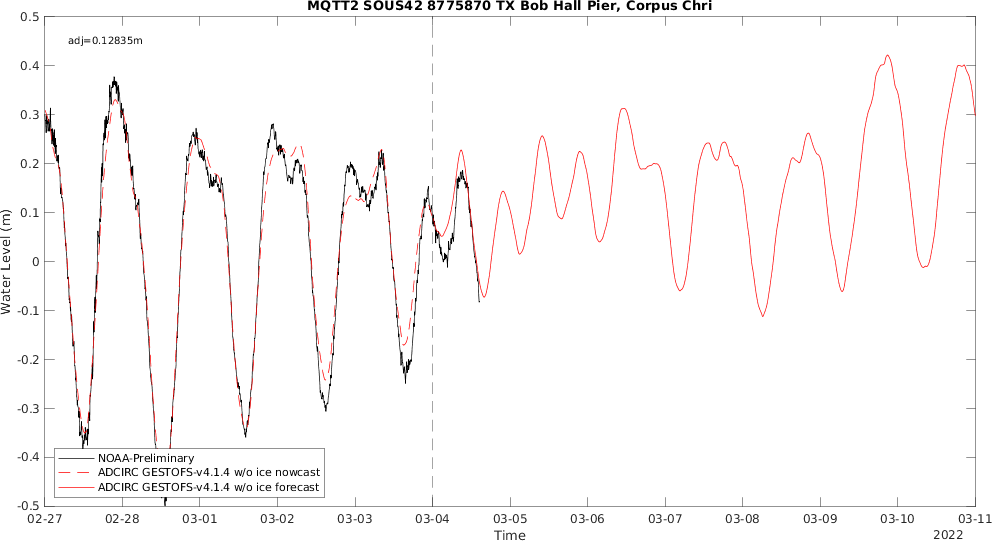 MQTT2 SOUS42 8775870 TX Bob Hall Pier, Corpus Chri
adj=0.12835m
0.5
0.4
0.3
0.2
0.1
0
-0.1
-0.2
-0.3
-0.4
-0.5
Water Level (m)
NOAA-Preliminary
ADCIRC GESTOFS-v4.1.4 w/o ice nowcast
ADCIRC GESTOFS-v4.1.4 w/o ice forecast
02-27 02-28 03-01 03-02 03-03 03-04 03-05 03-06 03-07 03-08 03-09 03-10 03-11
Time
2022